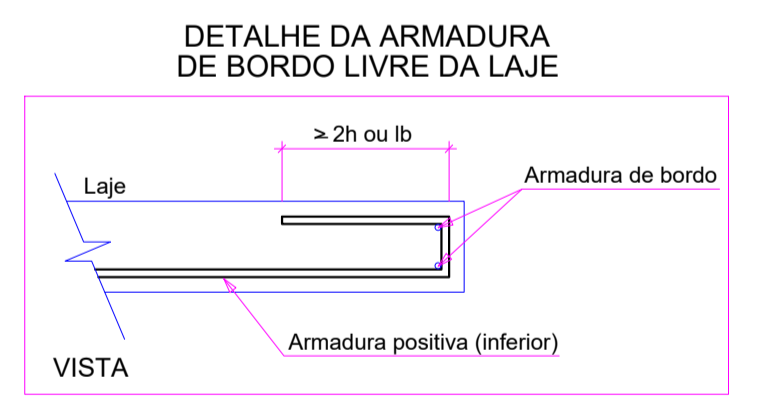 DETALHE DA ARMADURA
DE BORDO LIVRE DA LAJE
≥ 2h ou lb
Armadura de bordo
Laje
Armadura positiva (inferior)
VISTA